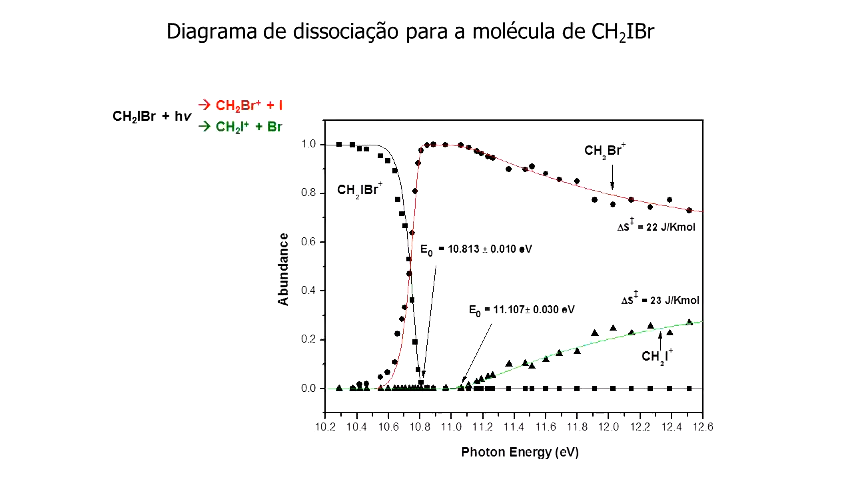 Diagrama de dissociação para a molécula de CH₂IBr
CH₂IBr + hν
→ CH₂Br⁺ + I
→ CH₂I⁺ + Br
Abundance
1.0
0.8
0.6
0.4
0.2
0.0
CH₂IBr⁺
CH₂Br⁺
ΔS‡ = 22 J/Kmol
E₀ = 10.813 ± 0.010 eV
ΔS‡ = 23 J/Kmol
E₀ = 11.107± 0.030 eV
CH₂I⁺
10.2 10.4 10.6 10.8 11.0 11.2 11.4 11.6 11.8 12.0 12.2 12.4 12.6
Photon Energy (eV)